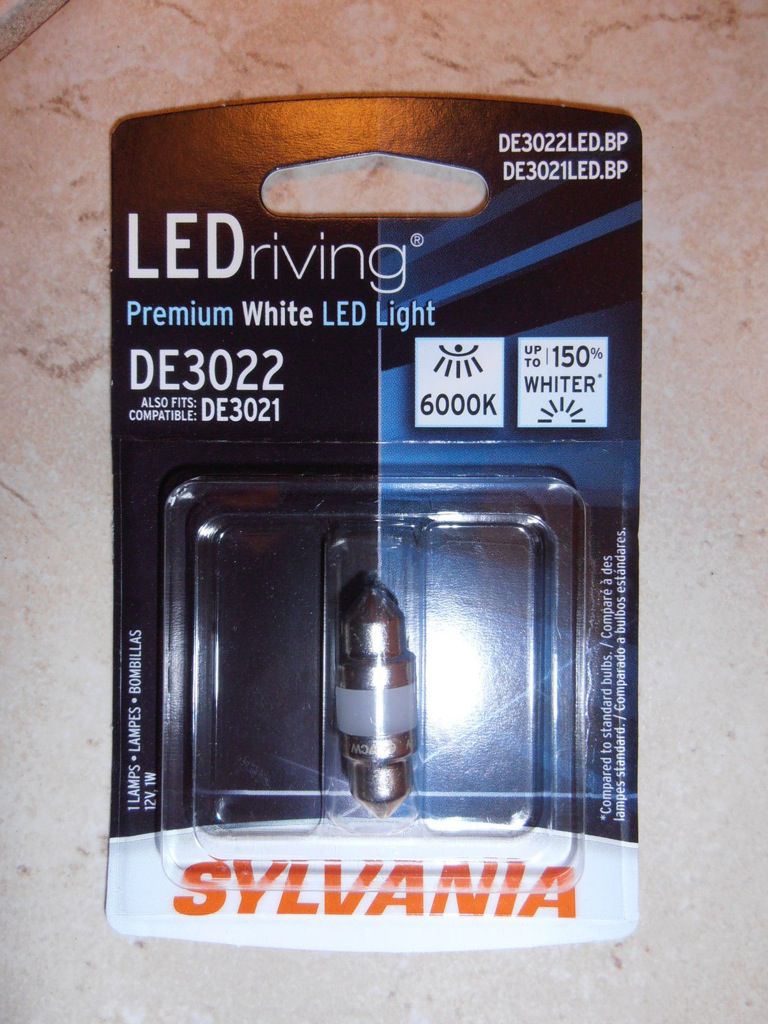 DE3022LED.BP
DE3021LED.BP
LEDriving®
Premium White LED Light
DE3022
ALSO FITS:
COMPATIBLE: DE3021
6000K
UP TO 150%
WHITER*
1 LAMPS • LAMPES • BOMBILLAS
12V, 1W
*Compared to standard bulbs. / Comparé à des
lampes standard. / Comparado a bulbos estándares.
SYLVANIA